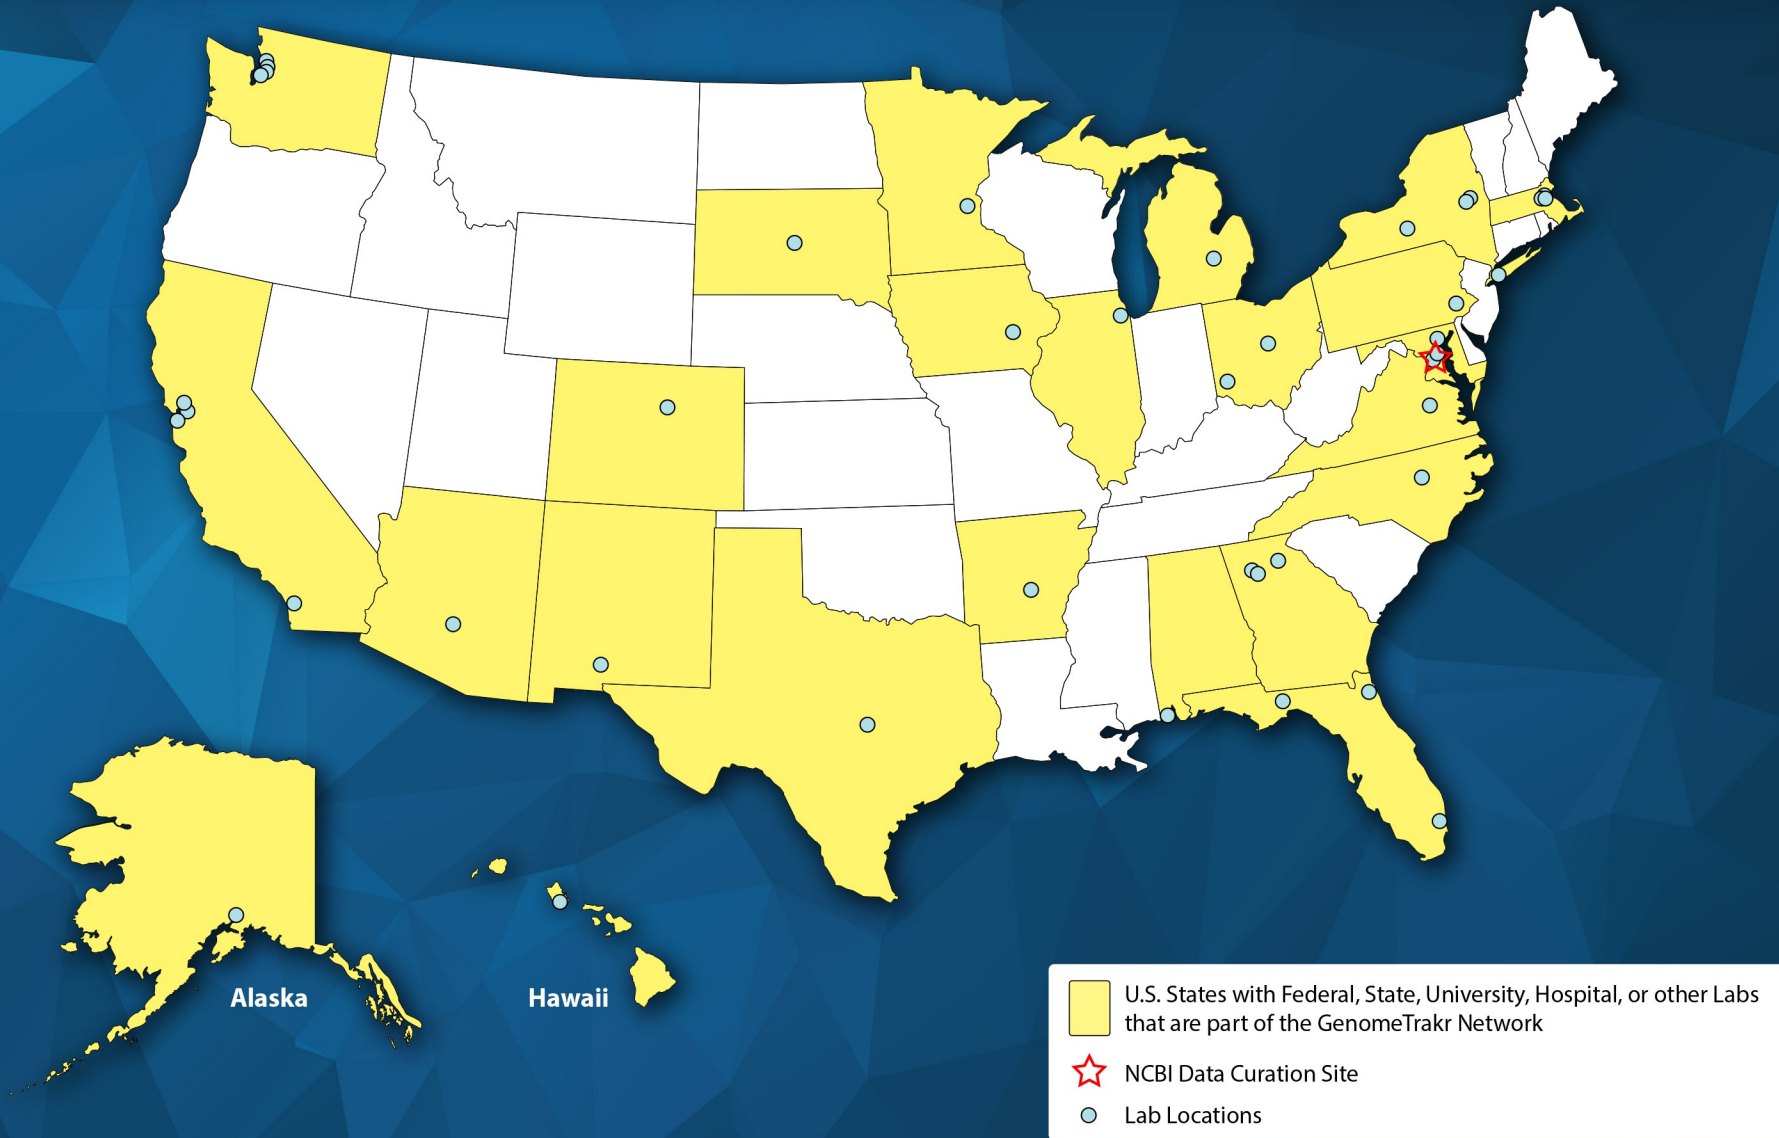 Alaska
Hawaii
U.S. States with Federal, State, University, Hospital, or other Labs
that are part of the GenomeTrakr Network
NCBI Data Curation Site
Lab Locations